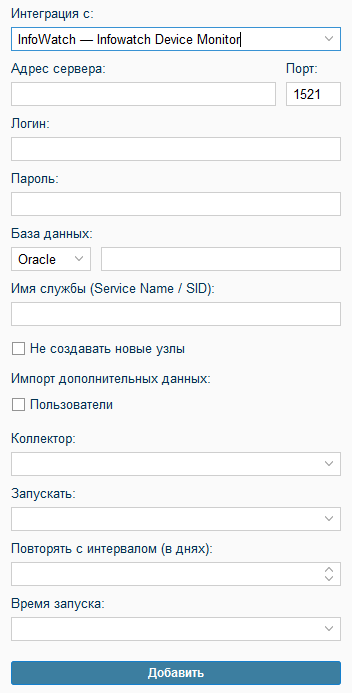 Интеграция с:
InfoWatch — Infowatch Device Monitor
Адрес сервера: Порт:
1521
Логин:
Пароль:
База данных:
Oracle
Имя службы (Service Name / SID):
Не создавать новые узлы
Импорт дополнительных данных:
Пользователи
Коллектор:
Запускать:
Повторять с интервалом (в днях):
Время запуска:
Добавить